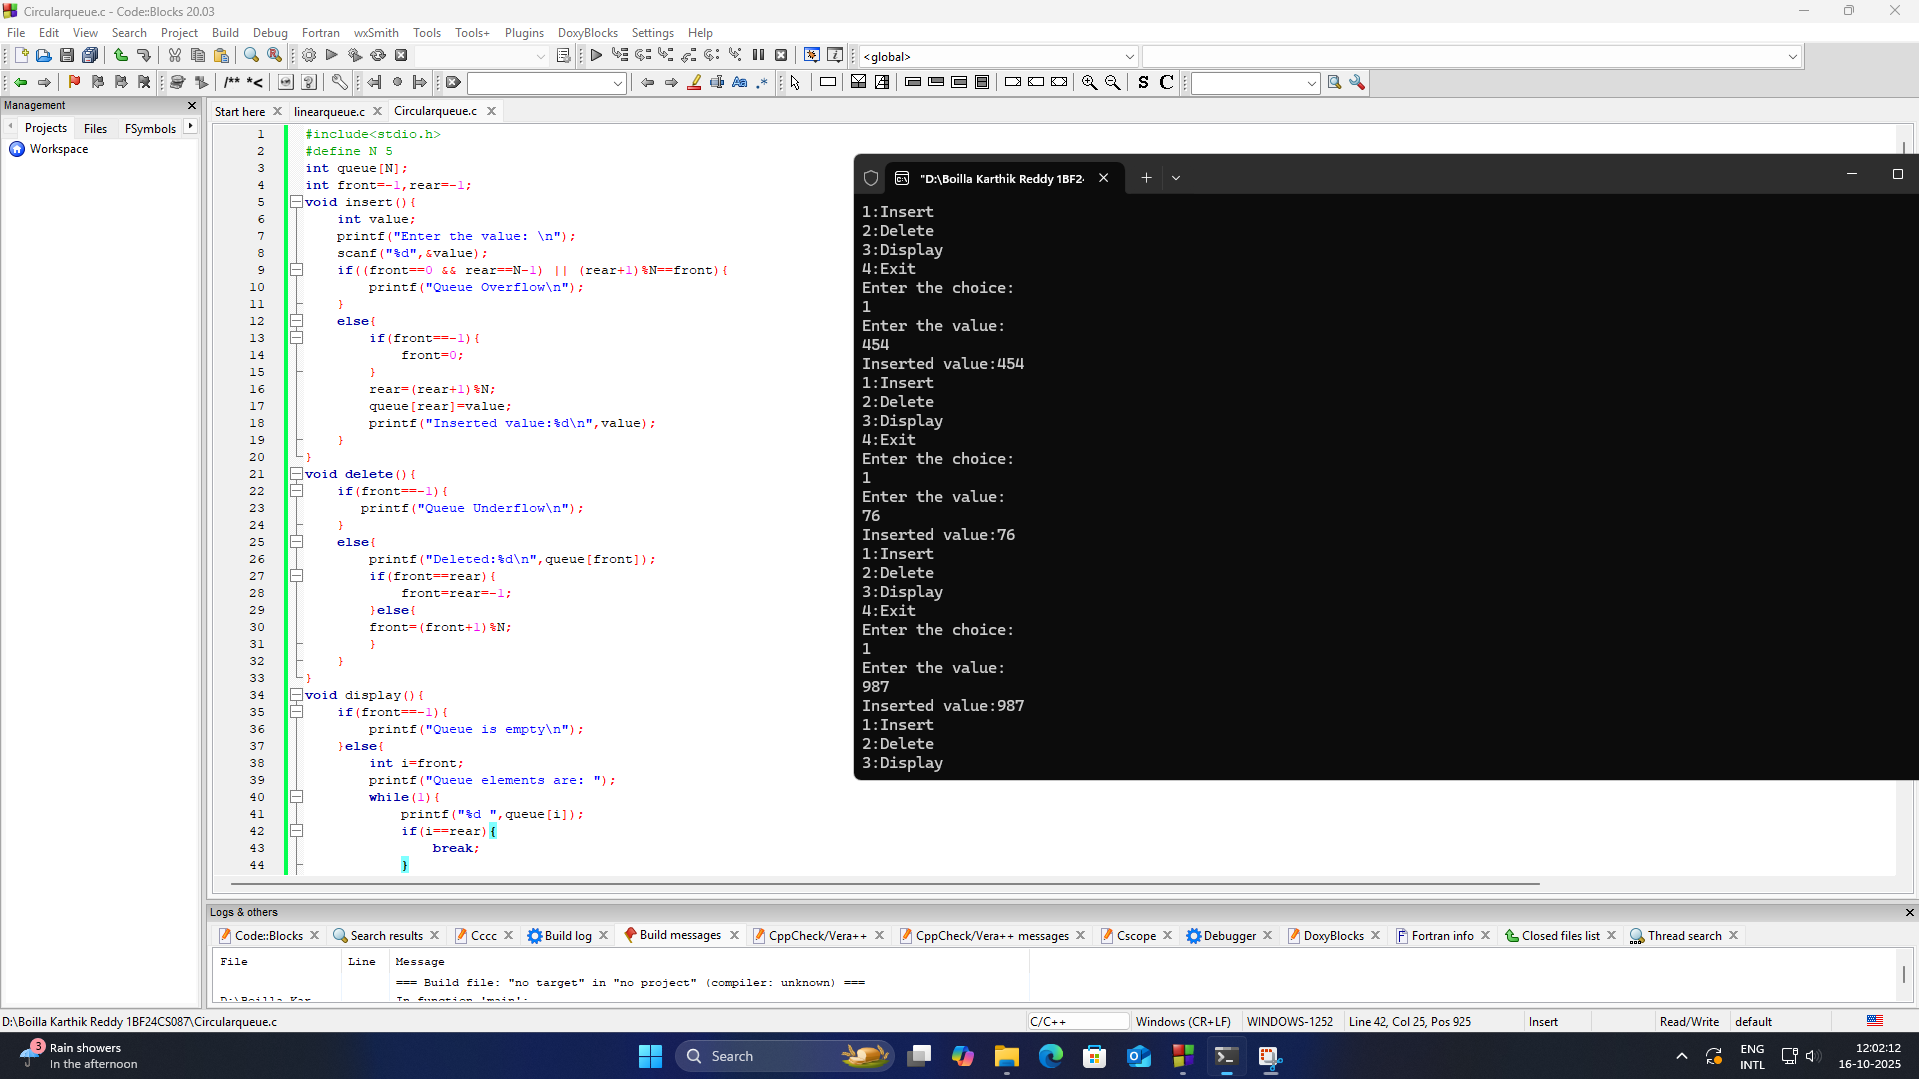 Circularqueue.c - Code::Blocks 20.03
File Edit View Search Project Build Debug Fortran wxSmith Tools Tools+ Plugins DoxyBlocks Settings Help
<global>
/** *<
Aa .*
S C
Management
Projects Files FSymbols
Workspace
Start here linearqueue.c Circularqueue.c
1 #include<stdio.h>
2 #define N 5
3 int queue[N];
4 int front=-1,rear=-1;
5 void insert(){
6 int value;
7 printf("Enter the value: \n");
8 scanf("%d",&value);
9 if((front==0 && rear==N-1) || (rear+1)%N==front){
10 printf("Queue Overflow\n");
11 }
12 else{
13 if(front==-1){
14 front=0;
15 }
16 rear=(rear+1)%N;
17 queue[rear]=value;
18 printf("Inserted value:%d\n",value);
19 }
20 }
21 void delete(){
22 if(front==-1){
23 printf("Queue Underflow\n");
24 }
25 else{
26 printf("Deleted:%d\n",queue[front]);
27 if(front==rear){
28 front=rear=-1;
29 }else{
30 front=(front+1)%N;
31 }
32 }
33 }
34 void display(){
35 if(front==-1){
36 printf("Queue is empty\n");
37 }else{
38 int i=front;
39 printf("Queue elements are: ");
40 while(1){
41 printf("%d ",queue[i]);
42 if(i==rear){
43 break;
44 }
"D:\Boilla Karthik Reddy 1BF24
1:Insert
2:Delete
3:Display
4:Exit
Enter the choice:
1
Enter the value:
454
Inserted value:454
1:Insert
2:Delete
3:Display
4:Exit
Enter the choice:
1
Enter the value:
76
Inserted value:76
1:Insert
2:Delete
3:Display
4:Exit
Enter the choice:
1
Enter the value:
987
Inserted value:987
1:Insert
2:Delete
3:Display
Logs & others
Code::Blocks Search results Cccc Build log Build messages CppCheck/Vera++ CppCheck/Vera++ messages Cscope Debugger DoxyBlocks Fortran info Closed files list Thread search
File Line Message
=== Build file: "no target" in "no project" (compiler: unknown) ===
D:\Boilla Kar... In function 'main':
D:\Boilla Karthik Reddy 1BF24CS087\Circularqueue.c C/C++ Windows (CR+LF) WINDOWS-1252 Line 42, Col 25, Pos 925 Insert Read/Write default
3
Rain showers
In the afternoon
Search
ENG
INTL
12:02:12
16-10-2025